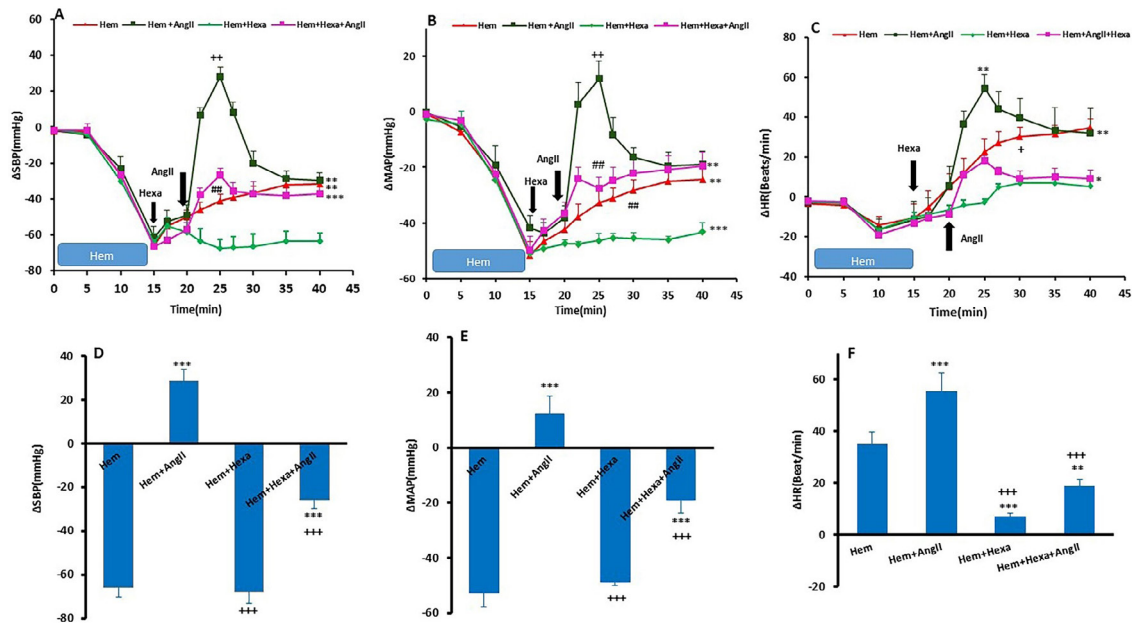 A
Hem Hem +AngII Hem+Hexa Hem+Hexa+AngII
ΔSBP(mmHg)
60
40
20
0
-20
-40
-60
-80
++
AngII
Hexa
##
**
**
***
Hem
0 5 10 15 20 25 30 35 40 45
Time(min)
B
Hem Hem+AngII Hem+Hexa Hem+Hexa+AngII
ΔMAP(mmHg)
40
20
0
-20
-40
-60
++
AngII
Hexa
##
**
**
##
***
Hem
0 5 10 15 20 25 30 35 40 45
Time(min)
C
Hem Hem+AngII Hem+Hexa Hem+AngII+Hexa
ΔHR(Beats/min)
80
60
40
20
0
-20
-40
**
Hexa
+
**
*
AngII
Hem
0 5 10 15 20 25 30 35 40 45
Time(min)
D
ΔSBP(mmHg)
40
20
0
-20
-40
-60
-80
***
Hem
Hem+AngII
Hem+Hexa
Hem+Hexa+AngII
***
+++
+++
E
ΔMAP(mmHg)
40
20
0
-20
-40
-60
***
Hem
Hem+AngII
Hem+Hexa
Hem+Hexa+AngII
***
+++
+++
F
ΔHR(Beat/min)
60
40
20
0
-20
***
+++
***
+++
**
Hem
Hem+AngII
Hem+Hexa
Hem+Hexa+AngII